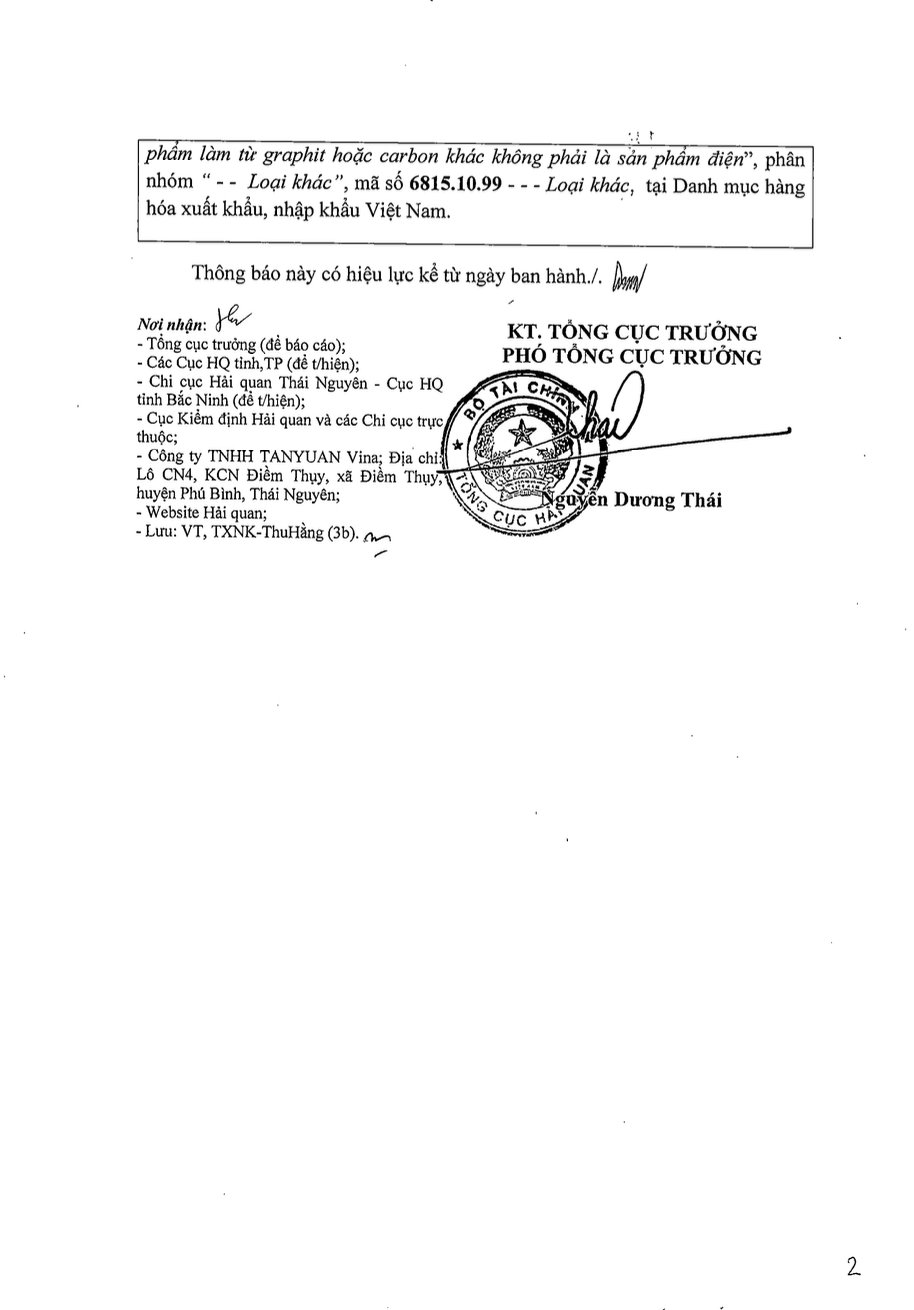 phẩm làm từ graphit hoặc carbon khác không phải là sản phẩm điện”, phân
nhóm “ - - Loại khác”, mã số 6815.10.99 - - - Loại khác, tại Danh mục hàng
hóa xuất khẩu, nhập khẩu Việt Nam.
Thông báo này có hiệu lực kể từ ngày ban hành./.
Nơi nhận:
- Tổng cục trưởng (để báo cáo);
- Các Cục HQ tỉnh,TP (để t/hiện);
- Chi cục Hải quan Thái Nguyên - Cục HQ
tỉnh Bắc Ninh (để t/hiện);
- Cục Kiểm định Hải quan và các Chi cục trực
thuộc;
- Công ty TNHH TANYUAN Vina; Địa chỉ:
Lô CN4, KCN Điềm Thụy, xã Điềm Thụy,
huyện Phú Bình, Thái Nguyên;
- Website Hải quan;
- Lưu: VT, TXNK-ThuHằng (3b).
KT. TỔNG CỤC TRƯỞNG
PHÓ TỔNG CỤC TRƯỞNG
BỘ TÀI CHÍNH
TỔNG CỤC HẢI QUAN
Nguyễn Dương Thái
2